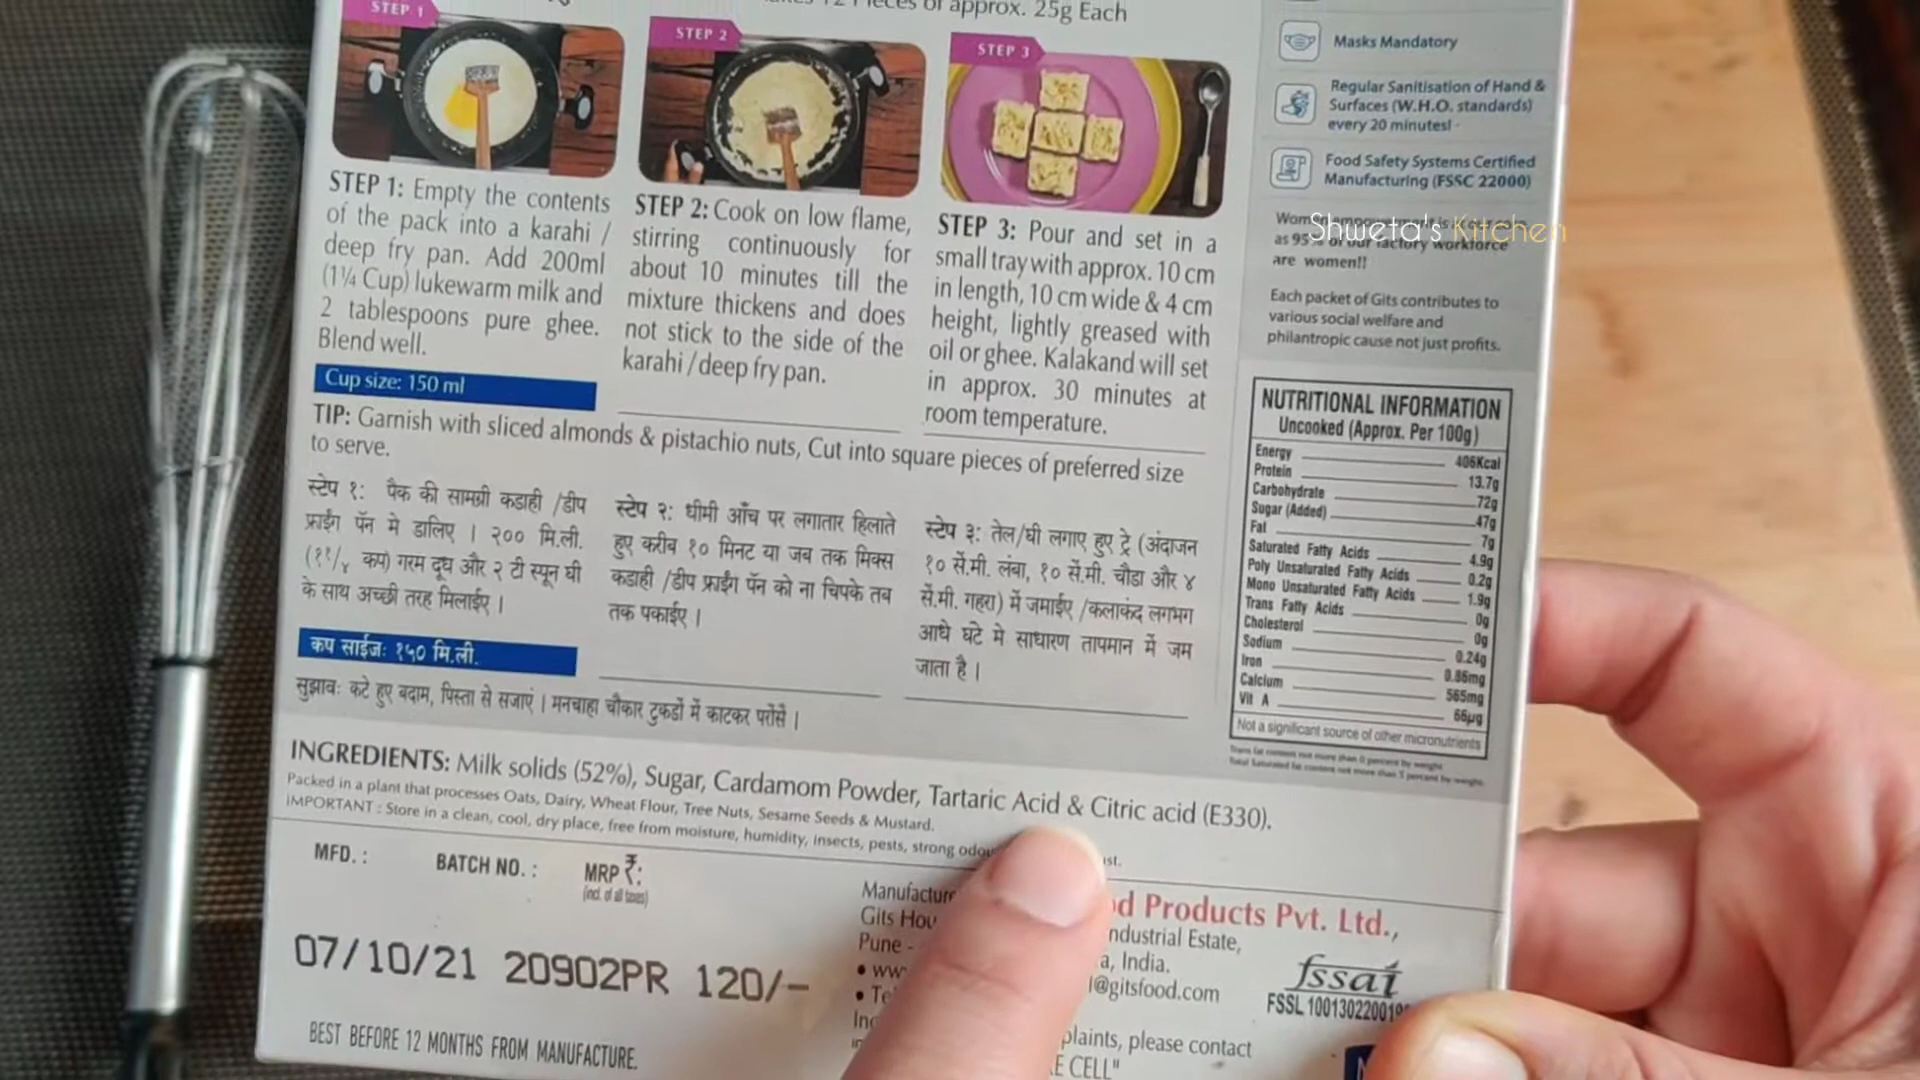 Pieces of approx. 25g Each
STEP 1
STEP 2
STEP 3
STEP 1: Empty the contents
of the pack into a karahi /
deep fry pan. Add 200ml
(1¼ Cup) lukewarm milk and
2 tablespoons pure ghee.
Blend well.
Cup size: 150 ml
STEP 2: Cook on low flame,
stirring continuously for
about 10 minutes till the
mixture thickens and does
not stick to the side of the
karahi / deep fry pan.
STEP 3: Pour and set in a
small tray with approx. 10 cm
in length, 10 cm wide & 4 cm
height, lightly greased with
oil or ghee. Kalakand will set
in approx. 30 minutes at
room temperature.
TIP: Garnish with sliced almonds & pistachio nuts, Cut into square pieces of preferred size
to serve.
स्टेप १: पैक की सामग्री कडाही /डीप
फ्राईंग पॅन मे डालिए । २०० मि.ली.
(११/४ कप) गरम दूध और २ टी स्पून घी
के साथ अच्छी तरह मिलाईए ।
कप साईज: १५० मि.ली.
स्टेप २: धीमी आँच पर लगातार हिलाते
हुए करीब १० मिनट या जब तक मिक्स
कडाही /डीप फ्राईंग पॅन को ना चिपके तब
तक पकाईए ।
स्टेप ३: तेल/घी लगाए हुए ट्रे (अंदाजन
१० सें.मी. लंबा, १० सें.मी. चौडा और ४
सें.मी. गहरा) में जमाईए /कलाकंद लगभग
आधे घटे मे साधारण तापमान में जम
जाता है ।
सुझाव: कटे हुए बदाम, पिस्ता से सजाएं । मनचाहा चौकार टुकडों में काटकर परोसें ।
INGREDIENTS: Milk solids (52%), Sugar, Cardamom Powder, Tartaric Acid & Citric acid (E330).
Packed in a plant that processes Oats, Dairy, Wheat Flour, Tree Nuts, Sesame Seeds & Mustard.
IMPORTANT : Store in a clean, cool, dry place, free from moisture, humidity, insects, pests, strong
MFD. :
BATCH NO. :
MRP ₹:
(incl. of all taxes)
07/10/21 20902PR 120/-
BEST BEFORE 12 MONTHS FROM MANUFACTURE.
Gits
Products Pvt. Ltd.,
Pune -
Industrial Estate,
India.
@gitsfood.com
please contact
CELL"
fssai
Masks Mandatory
Regular Sanitisation of Hand &
Surfaces (W.H.O. standards)
every 20 minutes!
Food Safety Systems Certified
Manufacturing (FSSC 22000)
Shweta's Kitchen
are women!!
Each packet of Gits contributes to
various social welfare and
philantropic cause not just profits.
NUTRITIONAL INFORMATION
Uncooked (Approx. Per 100g)
Energy 406Kcal
Protein 13.7g
Carbohydrate 72g
Sugar (Added) 47g
Fat 7g
Saturated Fatty Acids 4.9g
Poly Unsaturated Fatty Acids 0.2g
Mono Unsaturated Fatty Acids 1.9g
Trans Fatty Acids 0g
Cholesterol 0g
Sodium 0.24g
Iron 0.86mg
Calcium 565mg
Vit A 66µg
Not a significant source of other micronutrients